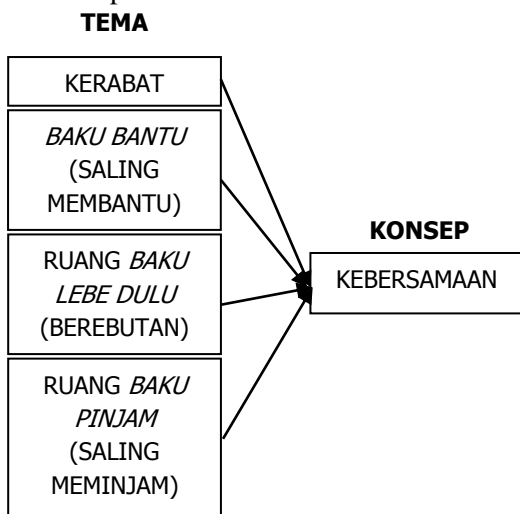 TEMA
KERABAT
BAKU BANTU
(SALING
MEMBANTU)
RUANG BAKU
LEBE DULU
(BEREBUTAN)
RUANG BAKU
PINJAM
(SALING
MEMINJAM)
KONSEP
KEBERSAMAAN